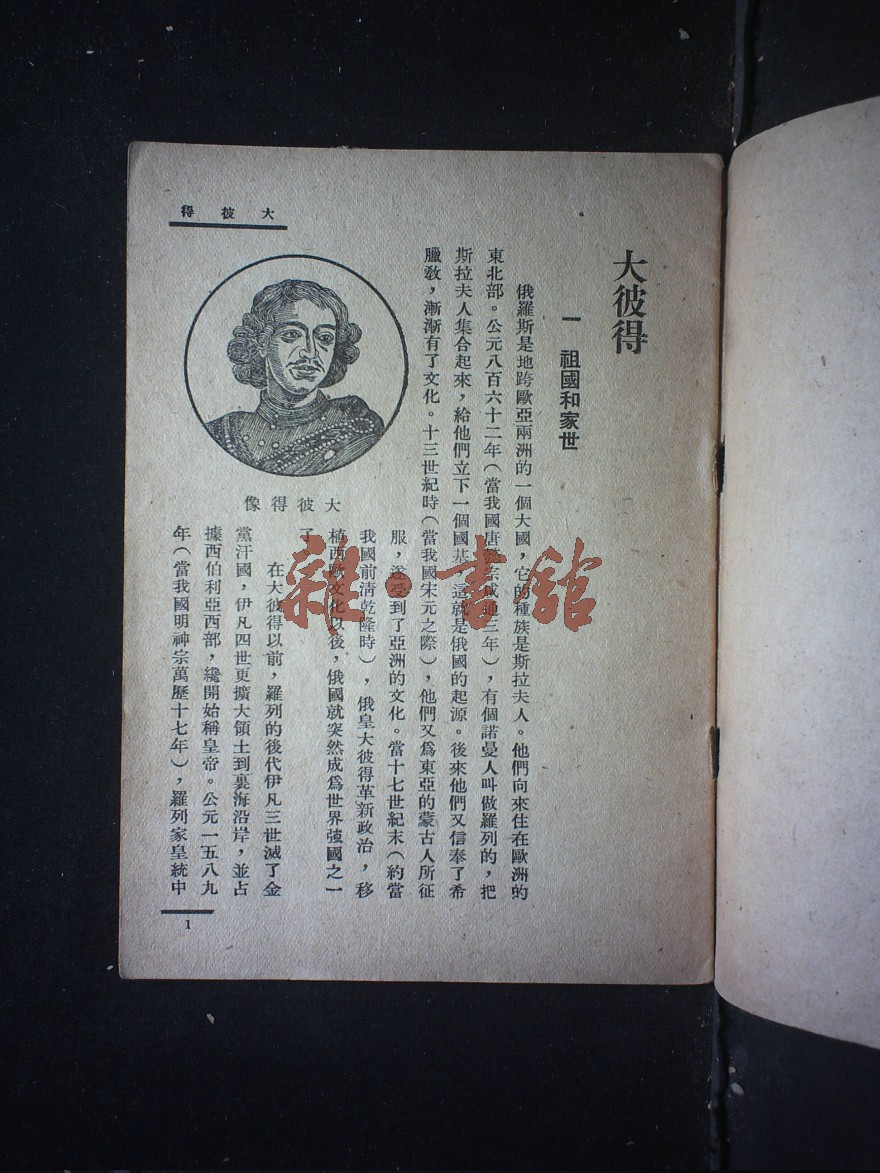 大彼得
大彼得
一 祖國和家世
俄羅斯是地跨歐亞兩洲的一個大國，它的種族是斯拉夫人。他們向來住在歐洲的
東北部。公元八百六十二年（當我國唐懿宗咸通三年），有個諾曼人叫做羅列的，把
斯拉夫人集合起來，給他們立下一個國基，這就是俄國的起源。後來他們又信奉了希
臘教，漸漸有了文化。十三世紀時（當我國宋元之際），他們又爲東亞的蒙古人所征
服，遂受到了亞洲的文化。當十七世紀末（約當
我國前清乾隆時），俄皇大彼得革新政治，移
植西歐文化以後，俄國就突然成爲世界強國之一
了。
在大彼得以前，羅列的後代伊凡三世滅了金
黨汗國，伊凡四世更擴大領土到裏海沿岸，並占
據西伯利亞西部，纔開始稱皇帝。公元一五八九
年（當我國明神宗萬歷十七年），羅列家皇統中
大彼得像
1
雜·書館